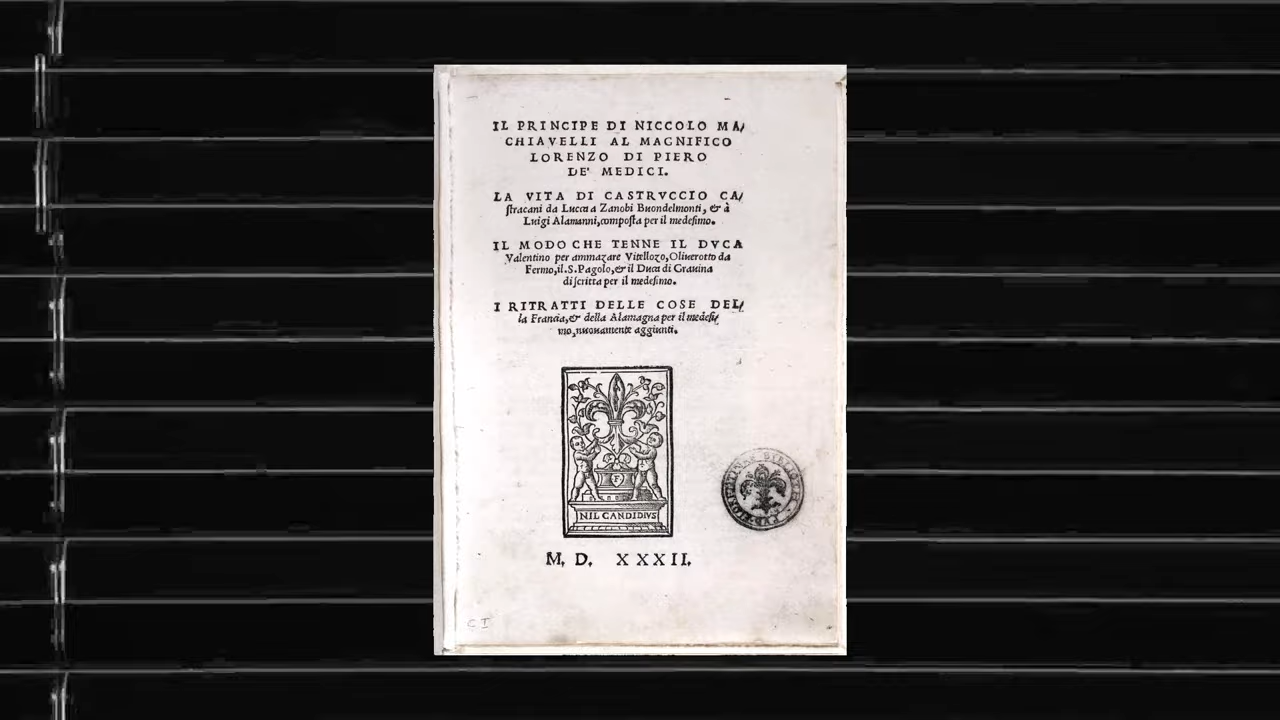 IL PRINCIPE DI NICCOLO MA/
CHIAVELLI AL MAGNIFICO
LORENZO DI PIERO
DE' MEDICI.
LA VITA DI CASTRVCCIO CA/
ſtracani da Lucca a Zanobi Buondelmonti, & à
Luigi Alamanni, compoſta per il medeſimo.
IL MODO CHE TENNE IL DVCA
Valentino per ammazare Vitellozo, Oliuerotto da
Fermo, il.S. Pagolo, & il Duca di Grauina
diſcritta per il medeſimo.
I RITRATTI DELLE COSE DEL/
la Francia, & della Alamagna per il medeſi/
mo, nuouamente aggiunti.
F
NIL CANDIDIVS
M. D. XXXII.
C I